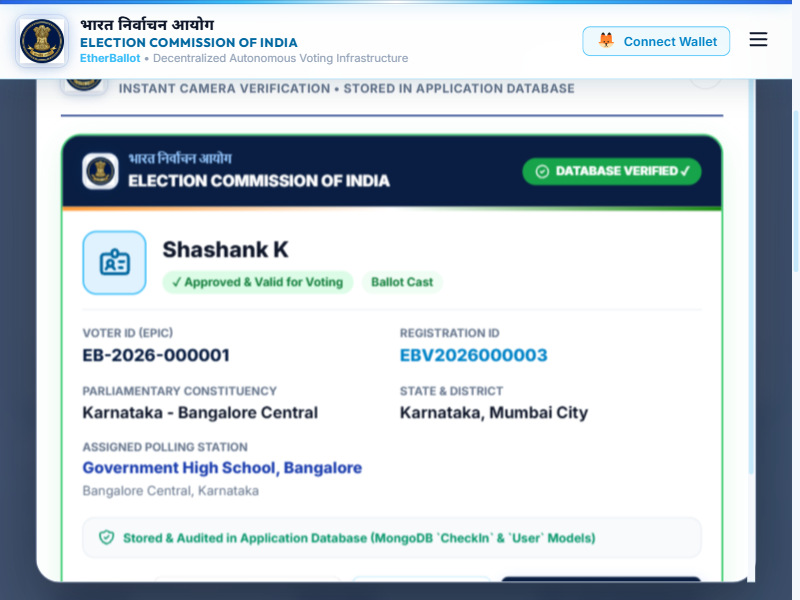 भारत निर्वाचन आयोग
ELECTION COMMISSION OF INDIA
EtherBallot • Decentralized Autonomous Voting Infrastructure
Connect Wallet
INSTANT CAMERA VERIFICATION • STORED IN APPLICATION DATABASE
भारत निर्वाचन आयोग
ELECTION COMMISSION OF INDIA
DATABASE VERIFIED ✓
Shashank K
✓ Approved & Valid for Voting
Ballot Cast
VOTER ID (EPIC)
EB-2026-000001
REGISTRATION ID
EBV2026000003
PARLIAMENTARY CONSTITUENCY
Karnataka - Bangalore Central
STATE & DISTRICT
Karnataka, Mumbai City
ASSIGNED POLLING STATION
Government High School, Bangalore
Bangalore Central, Karnataka
Stored & Audited in Application Database (MongoDB `CheckIn` & `User` Models)